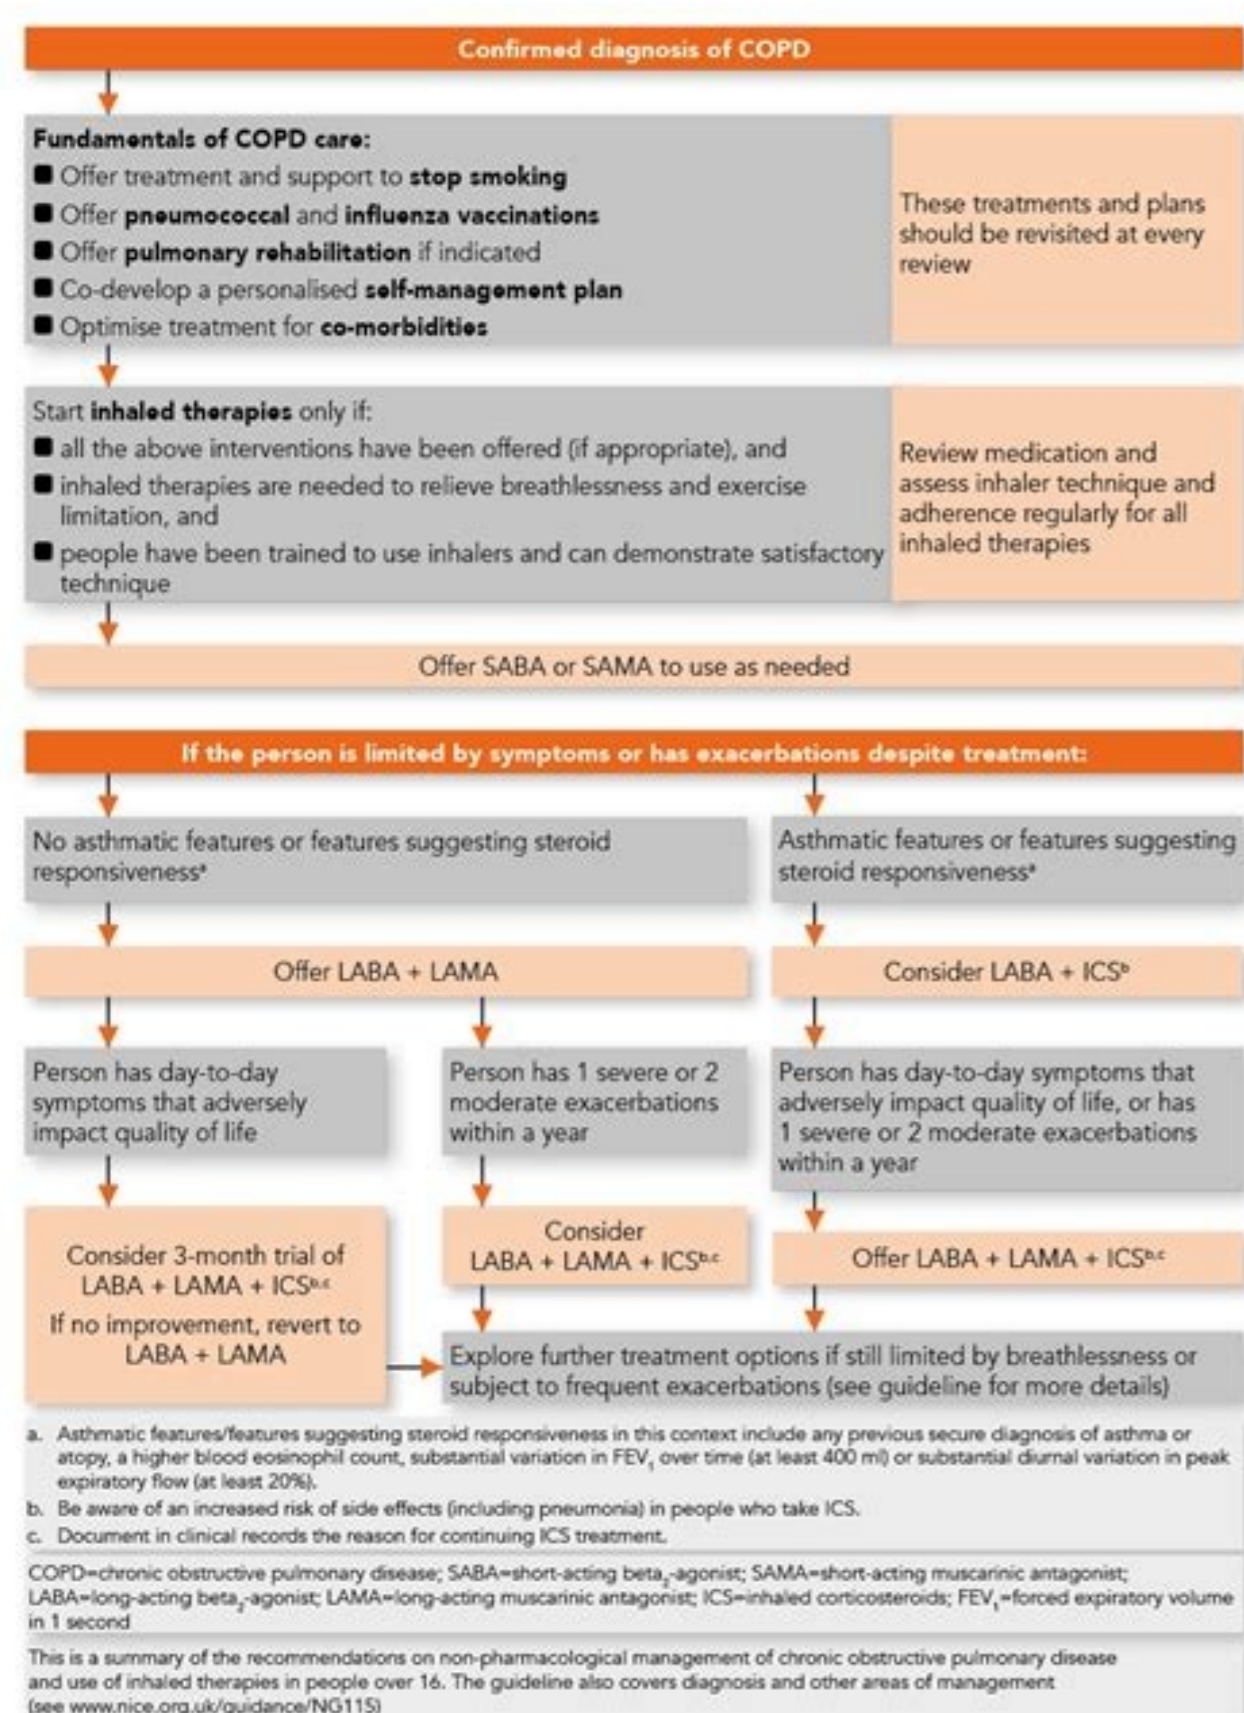 Confirmed diagnosis of COPD
Fundamentals of COPD care:
■ Offer treatment and support to stop smoking
■ Offer pneumococcal and influenza vaccinations
■ Offer pulmonary rehabilitation if indicated
■ Co-develop a personalised self-management plan
■ Optimise treatment for co-morbidities
These treatments and plans
should be revisited at every
review
Start inhaled therapies only if:
■ all the above interventions have been offered (if appropriate), and
■ inhaled therapies are needed to relieve breathlessness and exercise
limitation, and
■ people have been trained to use inhalers and can demonstrate satisfactory
technique
Review medication and
assess inhaler technique and
adherence regularly for all
inhaled therapies
Offer SABA or SAMA to use as needed
If the person is limited by symptoms or has exacerbations despite treatment:
No asthmatic features or features suggesting steroid
responsivenessᵃ
Asthmatic features or features suggesting
steroid responsivenessᵃ
Offer LABA + LAMA
Consider LABA + ICSᵇ
Person has day-to-day
symptoms that adversely
impact quality of life
Person has 1 severe or 2
moderate exacerbations
within a year
Person has day-to-day symptoms that
adversely impact quality of life, or has
1 severe or 2 moderate exacerbations
within a year
Consider 3-month trial of
LABA + LAMA + ICSᵇ,ᶜ
If no improvement, revert to
LABA + LAMA
Consider
LABA + LAMA + ICSᵇ,ᶜ
Offer LABA + LAMA + ICSᵇ,ᶜ
Explore further treatment options if still limited by breathlessness or
subject to frequent exacerbations (see guideline for more details)
a. Asthmatic features/features suggesting steroid responsiveness in this context include any previous secure diagnosis of asthma or
atopy, a higher blood eosinophil count, substantial variation in FEV₁ over time (at least 400 ml) or substantial diurnal variation in peak
expiratory flow (at least 20%).
b. Be aware of an increased risk of side effects (including pneumonia) in people who take ICS.
c. Document in clinical records the reason for continuing ICS treatment.
COPD=chronic obstructive pulmonary disease; SABA=short-acting beta₂-agonist; SAMA=short-acting muscarinic antagonist;
LABA=long-acting beta₂-agonist; LAMA=long-acting muscarinic antagonist; ICS=inhaled corticosteroids; FEV₁=forced expiratory volume
in 1 second
This is a summary of the recommendations on non-pharmacological management of chronic obstructive pulmonary disease
and use of inhaled therapies in people over 16. The guideline also covers diagnosis and other areas of management
(see www.nice.org.uk/guidance/NG115)